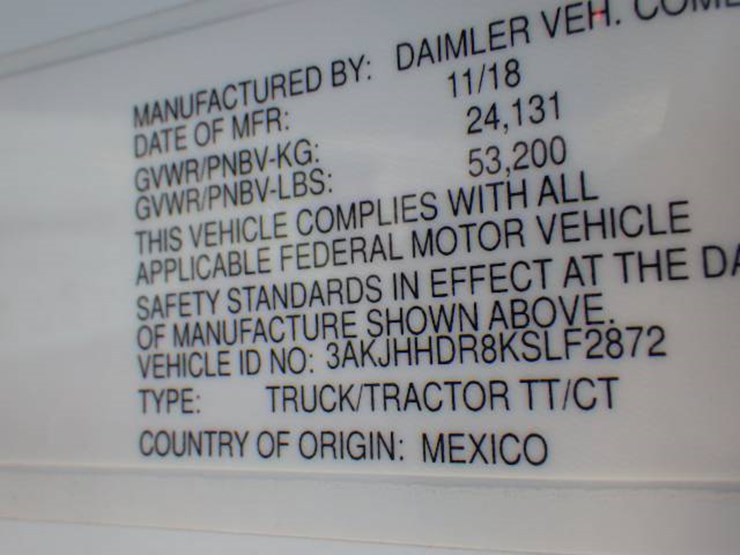 MANUFACTURED BY: DAIMLER VEH.
DATE OF MFR: 11/18
GVWR/PNBV-KG: 24,131
GVWR/PNBV-LBS: 53,200
THIS VEHICLE COMPLIES WITH ALL
APPLICABLE FEDERAL MOTOR VEHICLE
SAFETY STANDARDS IN EFFECT AT THE
OF MANUFACTURE SHOWN ABOVE.
VEHICLE ID NO: 3AKJHHDR8KSLF2872
TYPE: TRUCK/TRACTOR TT/CT
COUNTRY OF ORIGIN: MEXICO